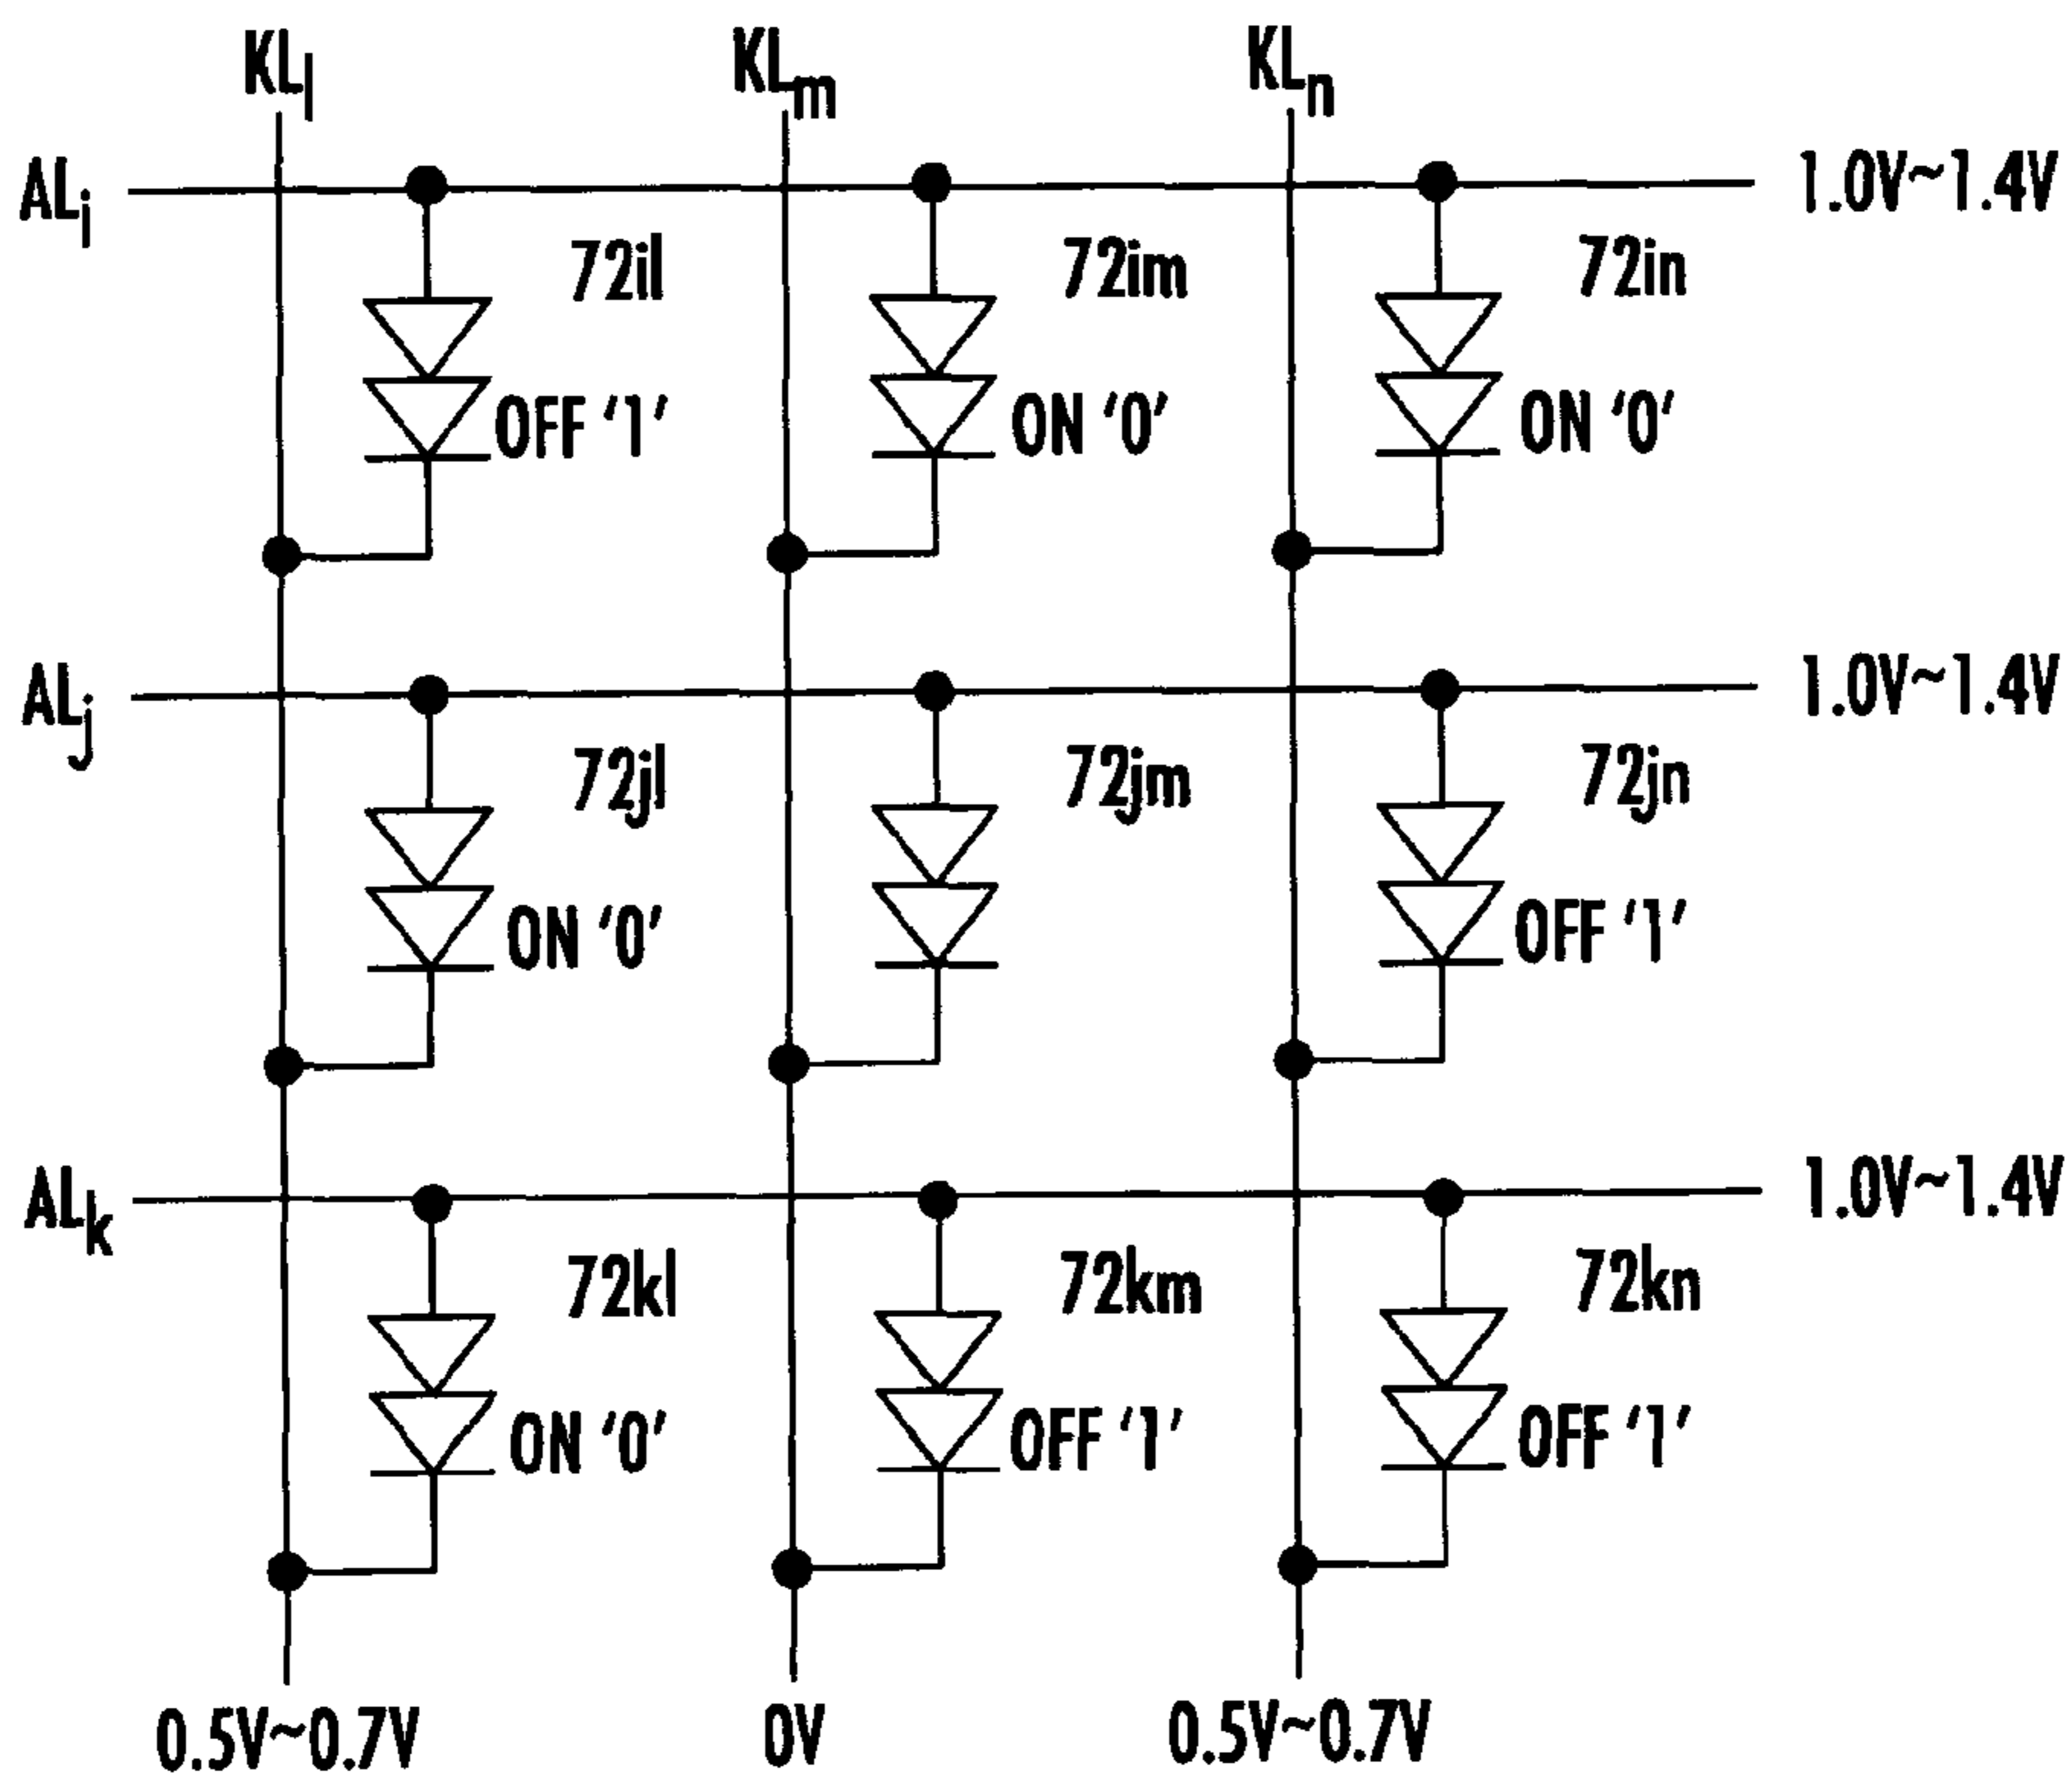 KLl KLm KLn
ALi 1.0V~1.4V
72il 72im 72in
OFF '1' ON '0' ON '0'
ALj 1.0V~1.4V
72jl 72jm 72jn
ON '0' OFF '1'
ALk 1.0V~1.4V
72kl 72km 72kn
ON '0' OFF '1' OFF '1'
0.5V~0.7V 0V 0.5V~0.7V